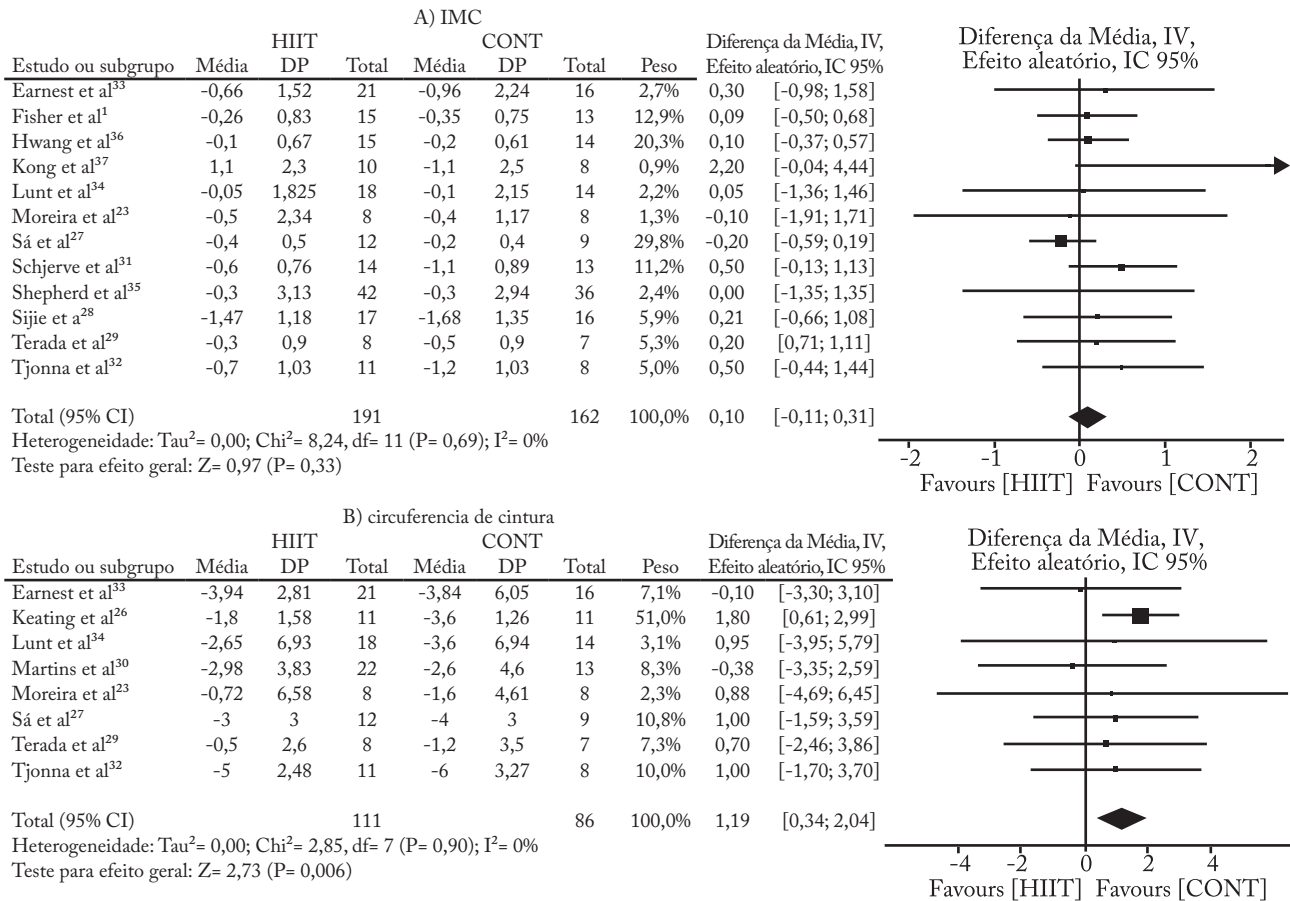 A) IMC
HIIT CONT Diferença da Média, IV, Diferença da Média, IV,
Estudo ou subgrupo Média DP Total Média DP Total Peso Efeito aleatório, IC 95% Efeito aleatório, IC 95%
Earnest et al³³ -0,66 1,52 21 -0,96 2,24 16 2,7% 0,30 [-0,98; 1,58]
Fisher et al¹ -0,26 0,83 15 -0,35 0,75 13 12,9% 0,09 [-0,50; 0,68]
Hwang et al³⁶ -0,1 0,67 15 -0,2 0,61 14 20,3% 0,10 [-0,37; 0,57]
Kong et al³⁷ 1,1 2,3 10 -1,1 2,5 8 0,9% 2,20 [-0,04; 4,44]
Lunt et al³⁴ -0,05 1,825 18 -0,1 2,15 14 2,2% 0,05 [-1,36; 1,46]
Moreira et al²³ -0,5 2,34 8 -0,4 1,17 8 1,3% -0,10 [-1,91; 1,71]
Sá et al²⁷ -0,4 0,5 12 -0,2 0,4 9 29,8% -0,20 [-0,59; 0,19]
Schjerve et al³¹ -0,6 0,76 14 -1,1 0,89 13 11,2% 0,50 [-0,13; 1,13]
Shepherd et al³⁵ -0,3 3,13 42 -0,3 2,94 36 2,4% 0,00 [-1,35; 1,35]
Sijie et a²⁸ -1,47 1,18 17 -1,68 1,35 16 5,9% 0,21 [-0,66; 1,08]
Terada et al²⁹ -0,3 0,9 8 -0,5 0,9 7 5,3% 0,20 [0,71; 1,11]
Tjonna et al³² -0,7 1,03 11 -1,2 1,03 8 5,0% 0,50 [-0,44; 1,44]
Total (95% CI) 191 162 100,0% 0,10 [-0,11; 0,31]
Heterogeneidade: Tau²= 0,00; Chi²= 8,24, df= 11 (P= 0,69); I²= 0%
Teste para efeito geral: Z= 0,97 (P= 0,33)
-2 -1 0 1 2
Favours [HIIT] Favours [CONT]
B) circuferencia de cintura
HIIT CONT Diferença da Média, IV, Diferença da Média, IV,
Estudo ou subgrupo Média DP Total Média DP Total Peso Efeito aleatório, IC 95% Efeito aleatório, IC 95%
Earnest et al³³ -3,94 2,81 21 -3,84 6,05 16 7,1% -0,10 [-3,30; 3,10]
Keating et al²⁶ -1,8 1,58 11 -3,6 1,26 11 51,0% 1,80 [0,61; 2,99]
Lunt et al³⁴ -2,65 6,93 18 -3,6 6,94 14 3,1% 0,95 [-3,95; 5,79]
Martins et al³⁰ -2,98 3,83 22 -2,6 4,6 13 8,3% -0,38 [-3,35; 2,59]
Moreira et al²³ -0,72 6,58 8 -1,6 4,61 8 2,3% 0,88 [-4,69; 6,45]
Sá et al²⁷ -3 3 12 -4 3 9 10,8% 1,00 [-1,59; 3,59]
Terada et al²⁹ -0,5 2,6 8 -1,2 3,5 7 7,3% 0,70 [-2,46; 3,86]
Tjonna et al³² -5 2,48 11 -6 3,27 8 10,0% 1,00 [-1,70; 3,70]
Total (95% CI) 111 86 100,0% 1,19 [0,34; 2,04]
Heterogeneidade: Tau²= 0,00; Chi²= 2,85, df= 7 (P= 0,90); I²= 0%
Teste para efeito geral: Z= 2,73 (P= 0,006)
-4 -2 0 2 4
Favours [HIIT] Favours [CONT]